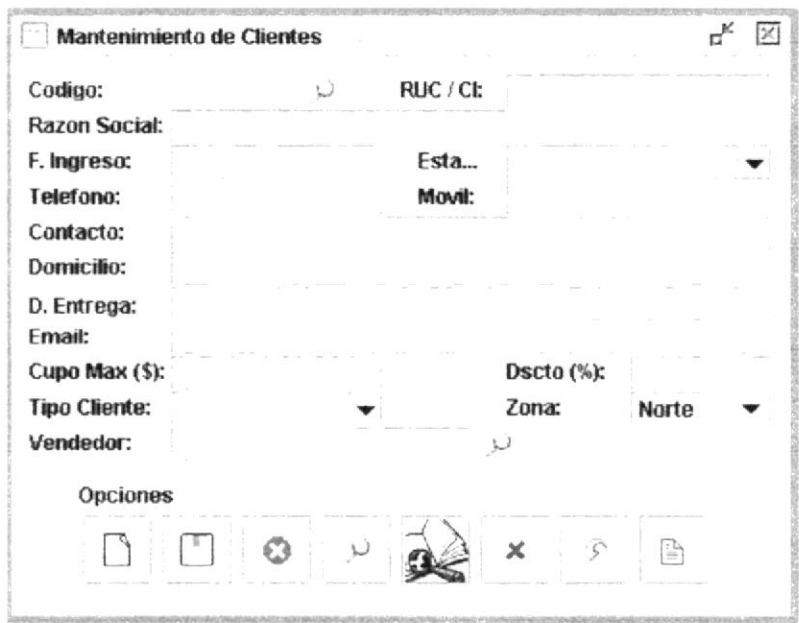 Mantenimiento de Clientes
Codigo: RUC / CI:
Razon Social:
F. Ingreso: Esta...
Telefono: Movil:
Contacto:
Domicilio:
D. Entrega:
Email:
Cupo Max ($): Dscto (%):
Tipo Cliente: Zona: Norte
Vendedor:
Opciones